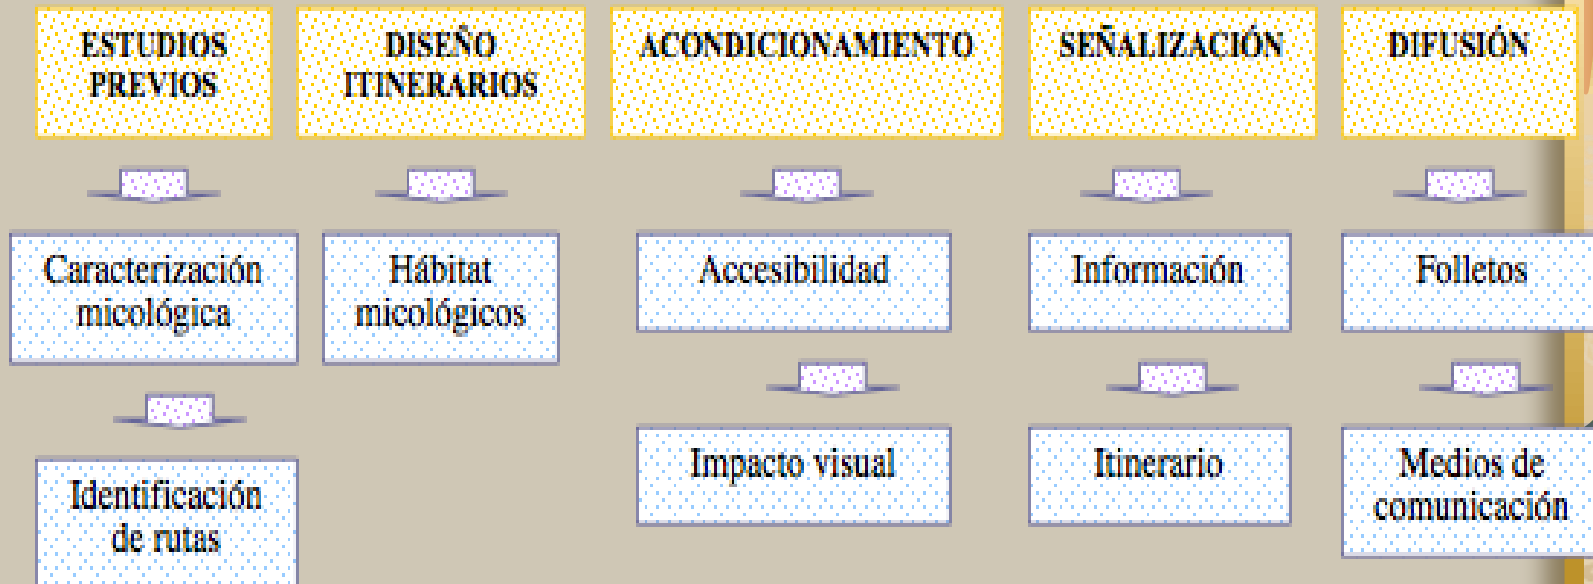 ESTUDIOS
PREVIOS
DISEÑO
ITINERARIOS
ACONDICIONAMIENTO
SEÑALIZACIÓN
DIFUSIÓN
Caracterización
micológica
Hábitat
micológicos
Accesibilidad
Información
Folletos
Identificación
de rutas
Impacto visual
Itinerario
Medios de
comunicación